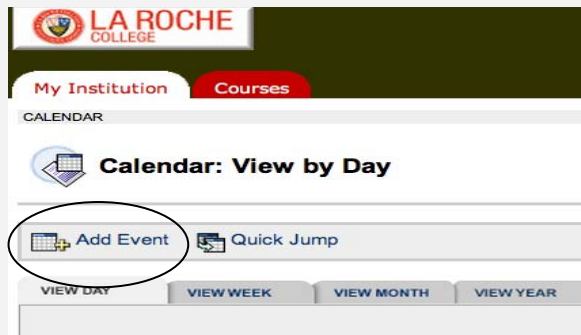 LA ROCHE
COLLEGE
My Institution Courses
CALENDAR
Calendar: View by Day
Add Event Quick Jump
VIEW DAY VIEW WEEK VIEW MONTH VIEW YEAR